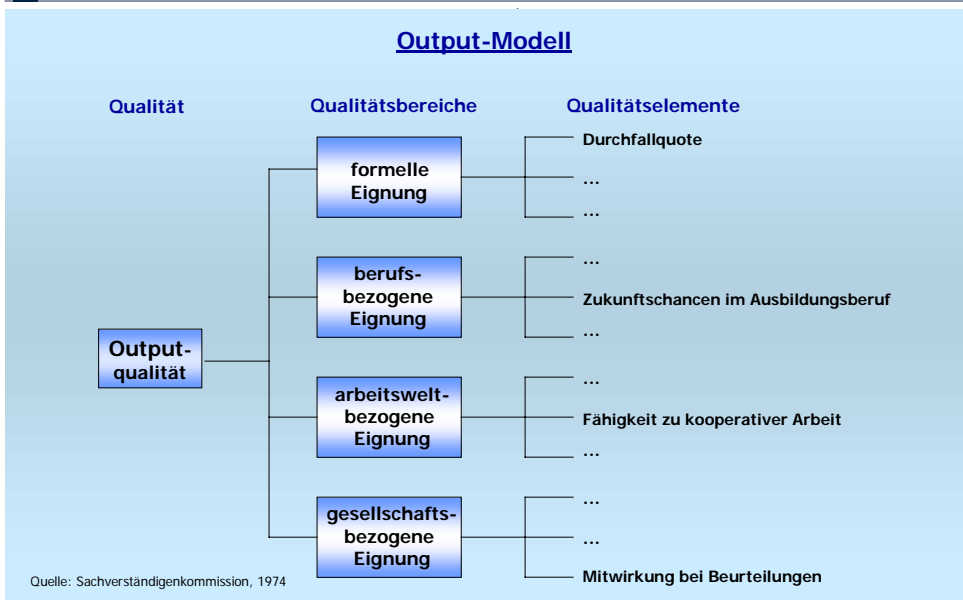 Output-Modell
Qualität
Qualitätsbereiche
Qualitätselemente
Output-
qualität
formelle
Eignung
Durchfallquote
...
...
berufs-
bezogene
Eignung
...
Zukunftschancen im Ausbildungsberuf
...
arbeitswelt-
bezogene
Eignung
...
Fähigkeit zu kooperativer Arbeit
...
gesellschafts-
bezogene
Eignung
...
...
Mitwirkung bei Beurteilungen
Quelle: Sachverständigenkommission, 1974